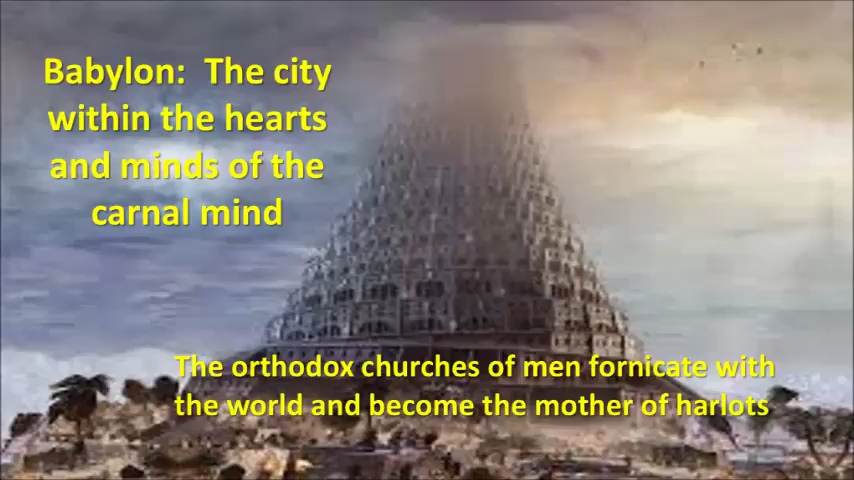 Babylon:  The city
within the hearts
and minds of the
carnal mind
The orthodox churches of men fornicate with
the world and become the mother of harlots